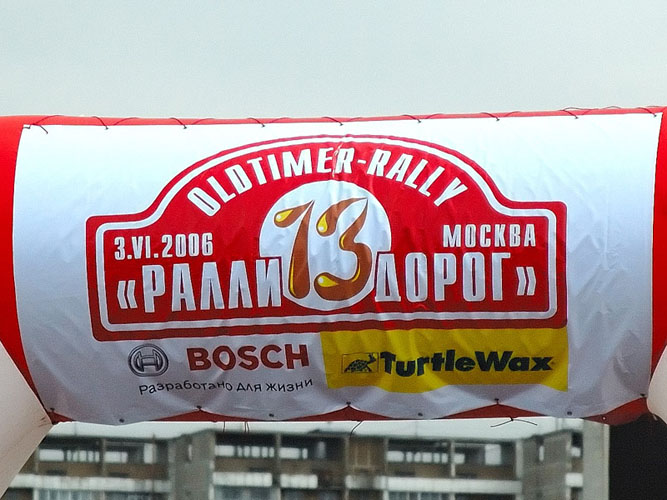 OLDTIMER-RALLY
3.VI.2006
МОСКВА
«РАЛЛИ 13 ДОРОГ»
BOSCH
Разработано для жизни
TurtleWax